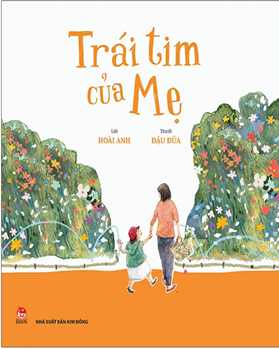 Trái tim
của Mẹ
Lời
HOÀI ANH
Tranh
ĐẬU ĐŨA
NHÀ XUẤT BẢN KIM ĐỒNG